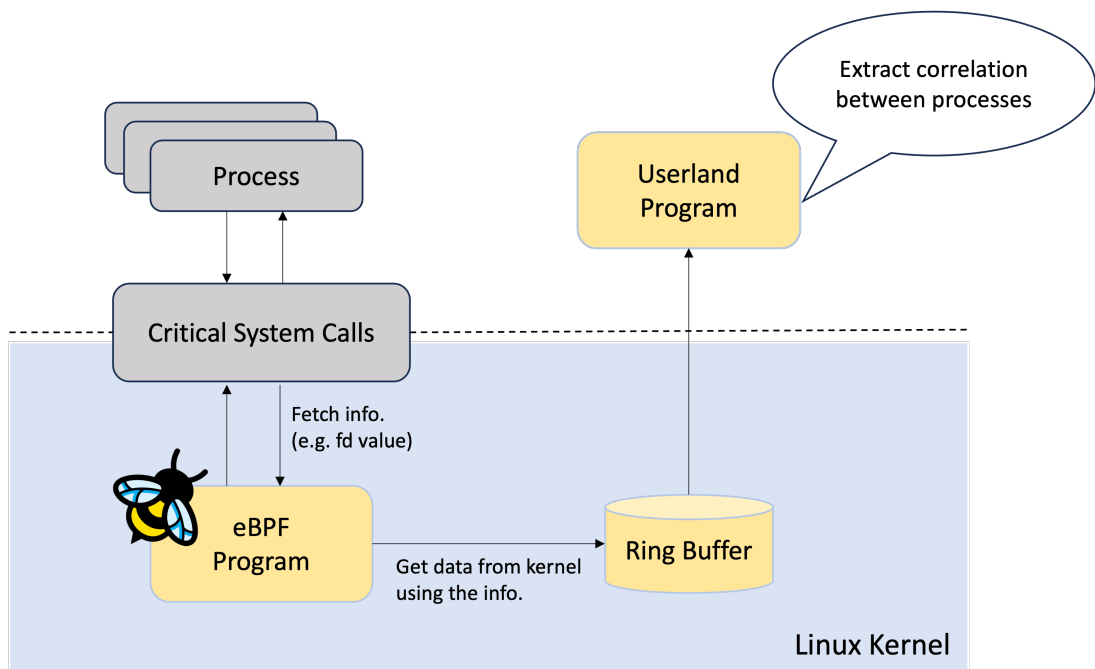 Extract correlation
between processes
Process
Userland
Program
Critical System Calls
Fetch info.
(e.g. fd value)
eBPF
Program
Get data from kernel
using the info.
Ring Buffer
Linux Kernel